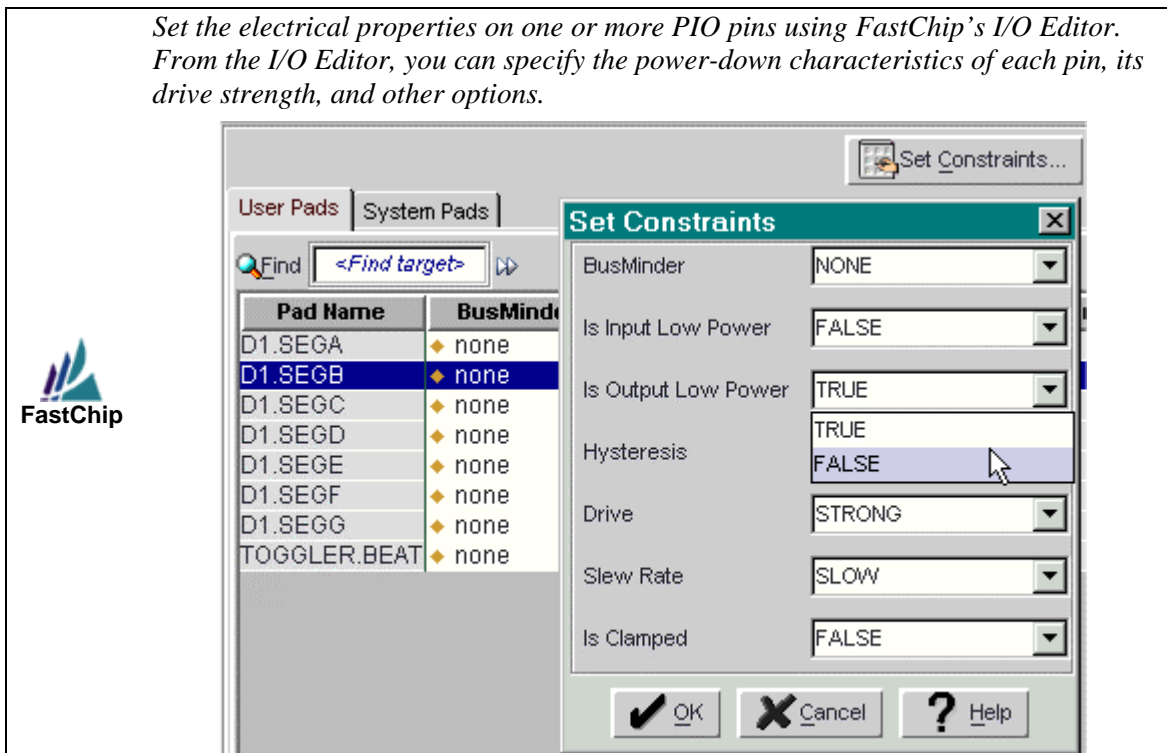 Set the electrical properties on one or more PIO pins using FastChip's I/O Editor.
From the I/O Editor, you can specify the power-down characteristics of each pin, its
drive strength, and other options.
Set Constraints...
User Pads
System Pads
Find
<Find target>
Pad Name
BusMinde
D1.SEGA
none
D1.SEGB
none
D1.SEGC
none
D1.SEGD
none
D1.SEGE
none
D1.SEGF
none
D1.SEGG
none
TOGGLER.BEAT
none
Set Constraints
BusMinder
NONE
Is Input Low Power
FALSE
Is Output Low Power
TRUE
TRUE
FALSE
Hysteresis
Drive
STRONG
Slew Rate
SLOW
Is Clamped
FALSE
OK
Cancel
Help
FastChip